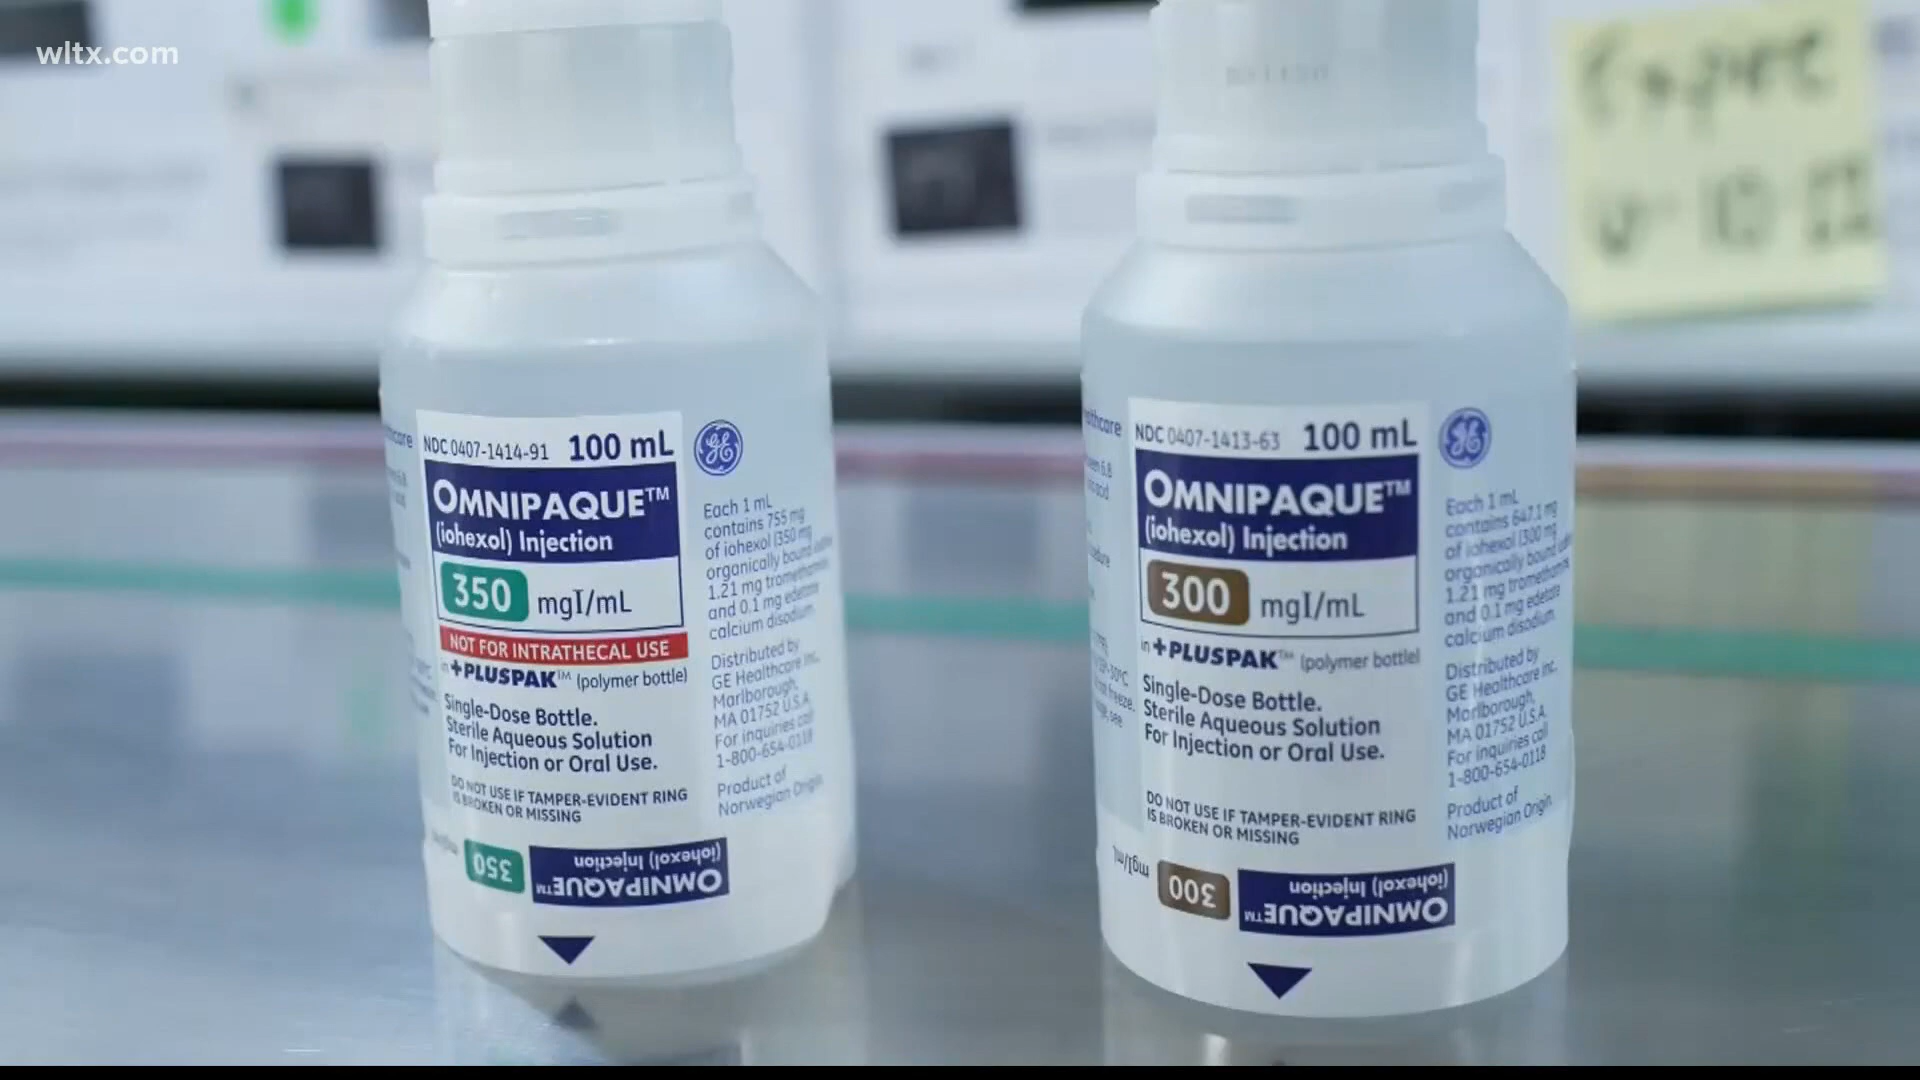 wltx.com
NDC 0407-1414-91 100 mL
OMNIPAQUE™
(iohexol) Injection
350 mgI/mL
NOT FOR INTRATHECAL USE
in +PLUSPAK™ (polymer bottle)
Single-Dose Bottle.
Sterile Aqueous Solution
For Injection or Oral Use.
DO NOT USE IF TAMPER-EVIDENT RING
IS BROKEN OR MISSING
350
OMNIPAQUE™
(iohexol) Injection
GE
Each 1 mL
contains 755 mg
of iohexol (350 mg
organically bound
1.21 mg
and 0.1 mg edetate
calcium disodium.
Distributed by
GE Healthcare Inc.
Marlborough,
MA 01752 U.S.A.
For inquiries call
1-800-654-0118
Product of
Norwegian Origin
NDC 0407-1413-63 100 mL
OMNIPAQUE™
(iohexol) Injection
300 mgI/mL
in +PLUSPAK™ (polymer bottle)
Single-Dose Bottle.
Sterile Aqueous Solution
For Injection or Oral Use.
DO NOT USE IF TAMPER-EVIDENT RING
IS BROKEN OR MISSING
mgI/mL 300
OMNIPAQUE™
(iohexol) Injection
GE
Each 1 mL
contains 647.1 mg
of iohexol (300 mg
organically bound
1.21 mg
and 0.1 mg edetate
calcium disodium.
Distributed by
GE Healthcare Inc.
Marlborough,
MA 01752 U.S.A.
For inquiries call
1-800-654-0118
Product of
Norwegian Origin